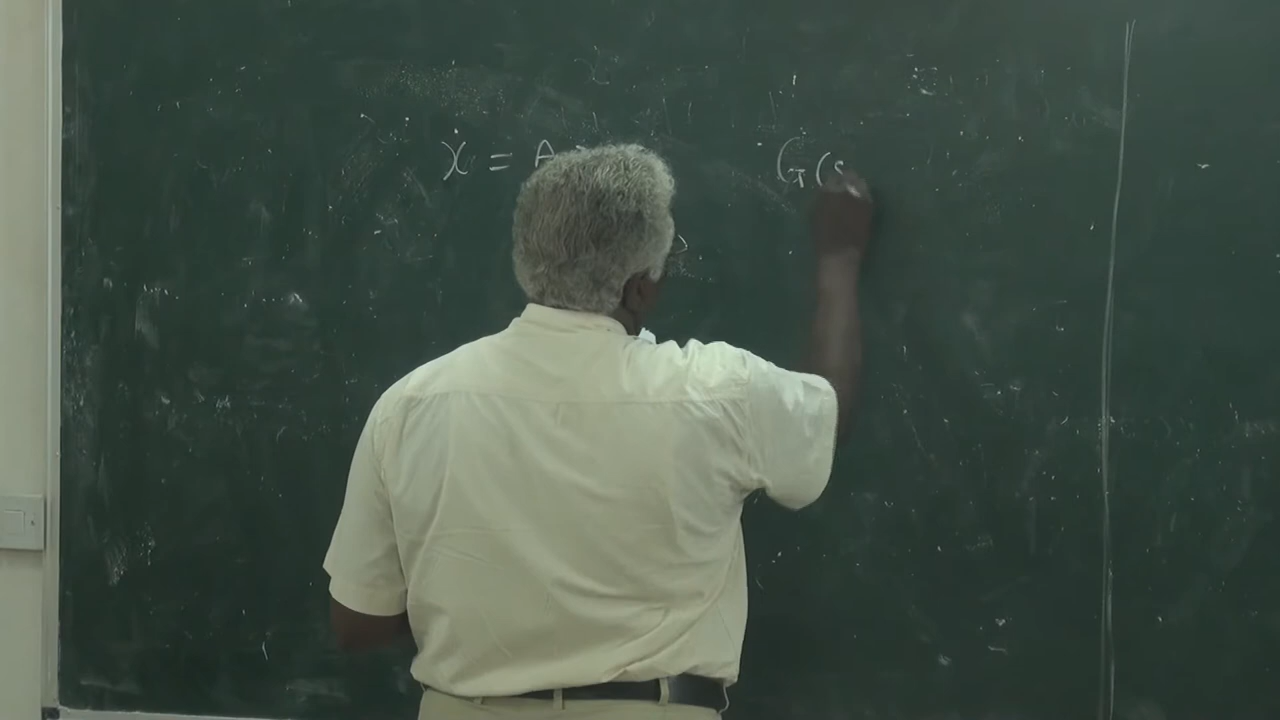 ẋ = A G(s